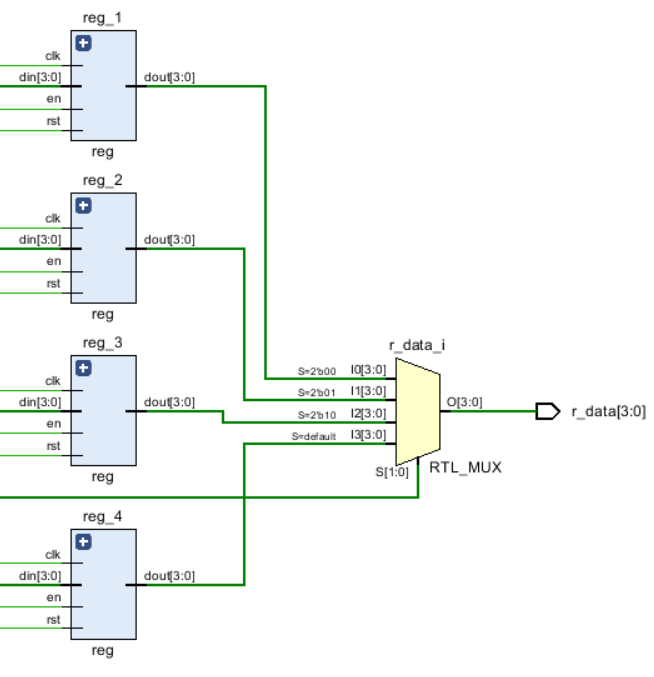 reg_1
clk
din[3:0]
en
rst
dout[3:0]
reg
reg_2
clk
din[3:0]
en
rst
dout[3:0]
reg
reg_3
clk
din[3:0]
en
rst
dout[3:0]
reg
r_data_i
S=2'b00 I0[3:0]
S=2'b01 I1[3:0]
S=2'b10 I2[3:0]
S=default I3[3:0]
S[1:0]
O[3:0]
RTL_MUX
r_data[3:0]
reg_4
clk
din[3:0]
en
rst
dout[3:0]
reg